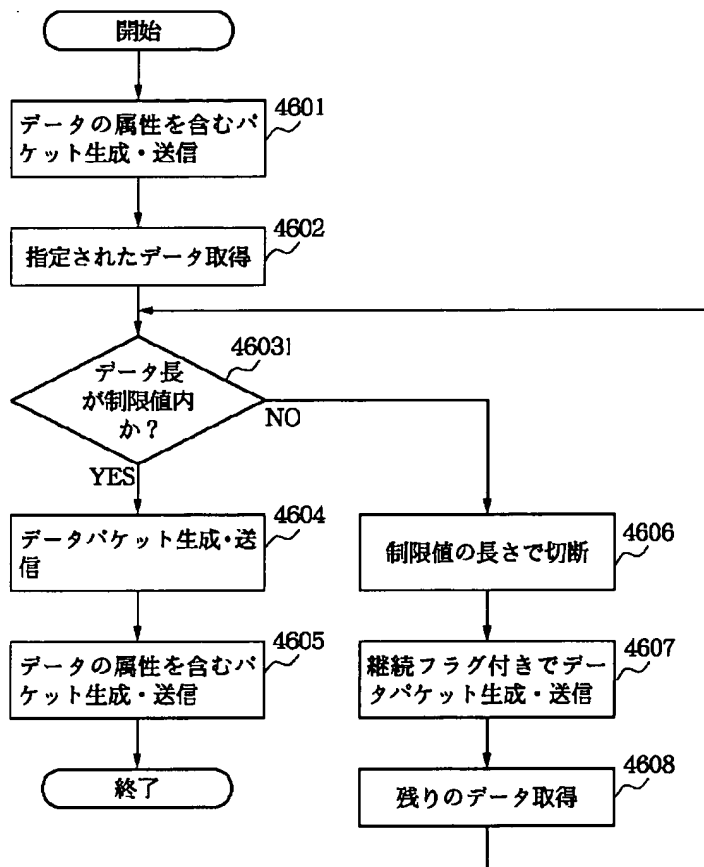 開始
4601
データの属性を含むパ
ケット生成・送信
4602
指定されたデータ取得
46031
データ長
が制限値内
か？
NO
YES
4604
データパケット生成・送
信
4606
制限値の長さで切断
4605
データの属性を含むパ
ケット生成・送信
4607
継続フラグ付きでデー
タパケット生成・送信
終了
4608
残りのデータ取得